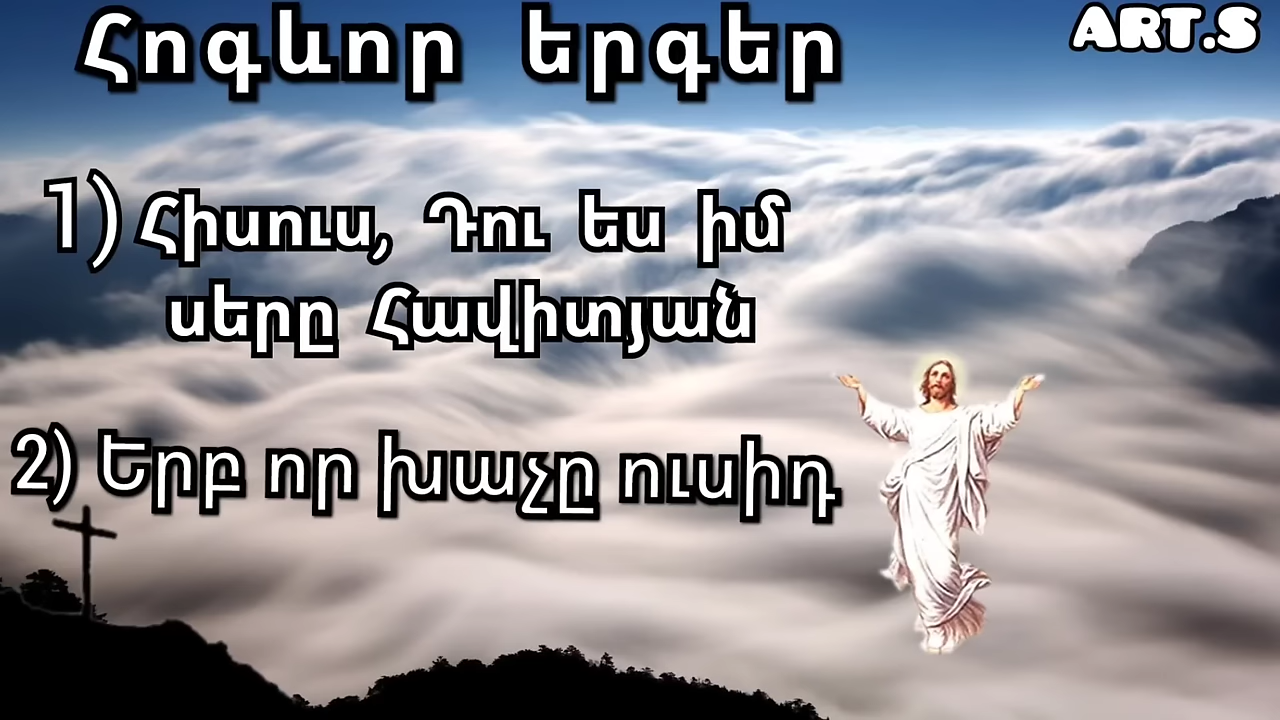 Հոգևոր երգեր
ART.S
1) Հիսուս, Դու ես իմ
սերը Հավիտյան
2) Երբ որ խաչը ուսիդ